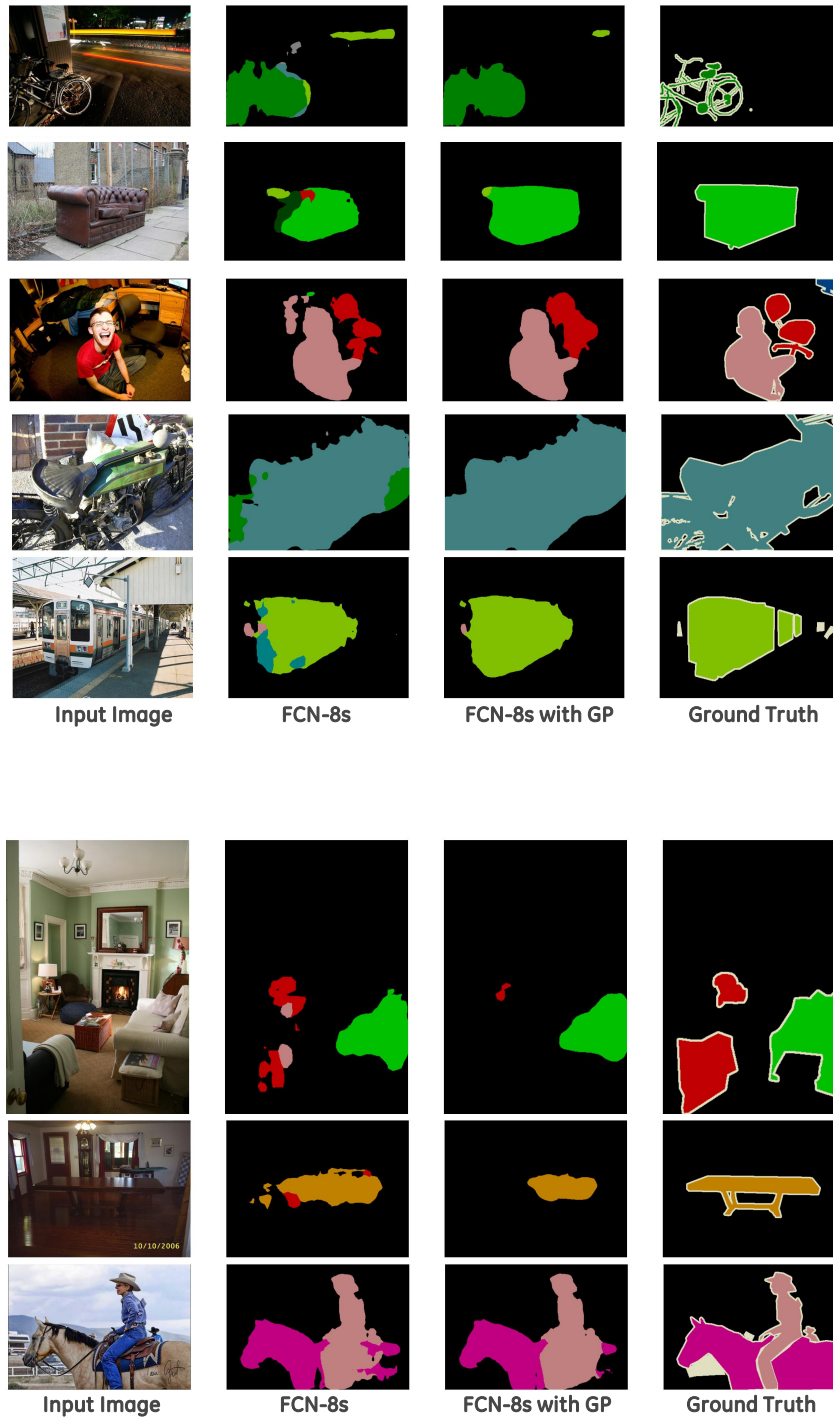 Input Image FCN-8s FCN-8s with GP Ground Truth
10/10/2006
Input Image FCN-8s FCN-8s with GP Ground Truth